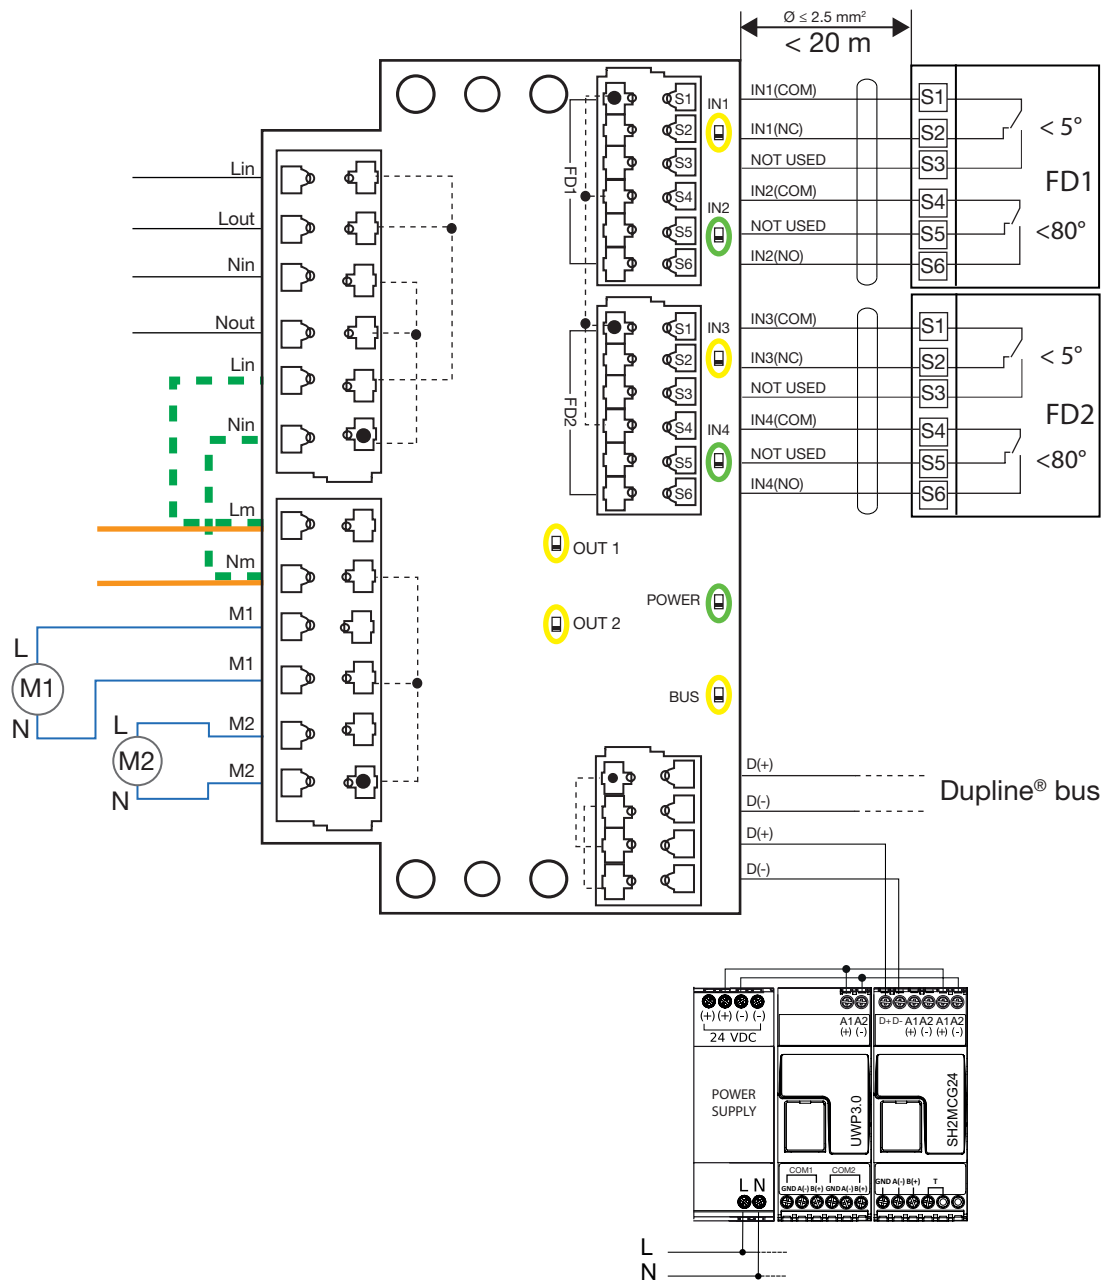 Ø ≤ 2.5 mm²
< 20 m
Lin
Lout
Nin
Nout
Lin
Nin
Lm
Nm
M1
M1
M2
M2
L
M1
N
L
M2
N
FD1
S1
S2
S3
S4
S5
S6
IN1
IN2
FD2
S1
S2
S3
S4
S5
S6
IN3
IN4
OUT 1
OUT 2
POWER
BUS
IN1(COM)
IN1(NC)
NOT USED
IN2(COM)
NOT USED
IN2(NO)
S1
S2
S3
S4
S5
S6
< 5°
FD1
<80°
IN3(COM)
IN3(NC)
NOT USED
IN4(COM)
NOT USED
IN4(NO)
S1
S2
S3
S4
S5
S6
< 5°
FD2
<80°
D(+)
D(-)
D(+)
D(-)
Dupline® bus
(+) (+) (-) (-)
24 VDC
POWER
SUPPLY
L N
A1 A2
(+) (-)
UWP3.0
COM1 COM2
GND A(-) B(+) GND A(-) B(+)
D+ D- A1 A2 A1 A2
(+) (-) (+) (-)
SH2MCG24
GND A(-) B(+) T
L
N